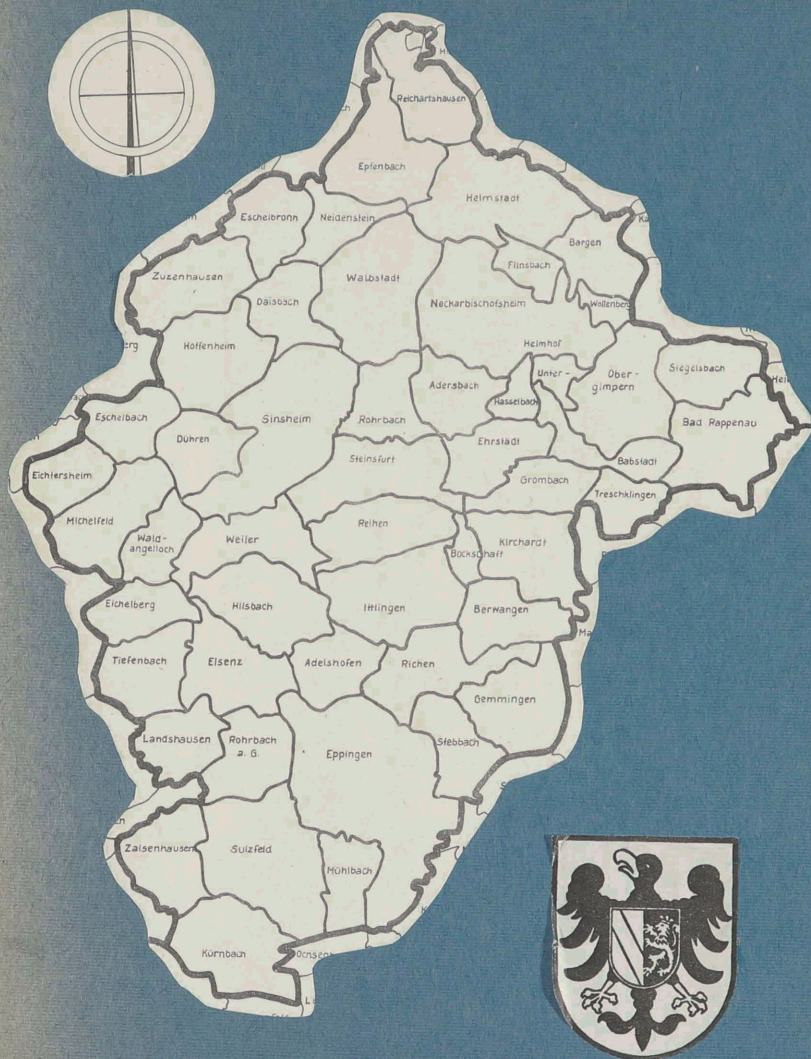 Reichartshausen
Epfenbach
Helmstadt
Eschelbronn
Neidenstein
Bargen
Flinsbach
Zuzenhausen
Daisbach
Waibstadt
Neckarbischofsheim
Wollenberg
Helmhof
Hoffenheim
Adersbach
Hasselbach
Unter -
Ober -
gimpern
Siegelsbach
Eschelbach
Dühren
Sinsheim
Rohrbach
Bad Rappenau
Ehrstädt
Steinsfurt
Babstadt
Eichtersheim
Grombach
Treschklingen
Michelfeld
Wald-
angelloch
Weiler
Reihen
Bockschaft
Kirchardt
Eichelberg
Hilsbach
Ittlingen
Berwangen
Ma
Tiefenbach
Elsenz
Adelshofen
Richen
Gemmingen
Landshausen
Rohrbach
a. G.
Eppingen
Stebbach
Zaisenhausen
Sulzfeld
Mühlbach
Kürnbach
Ochsen